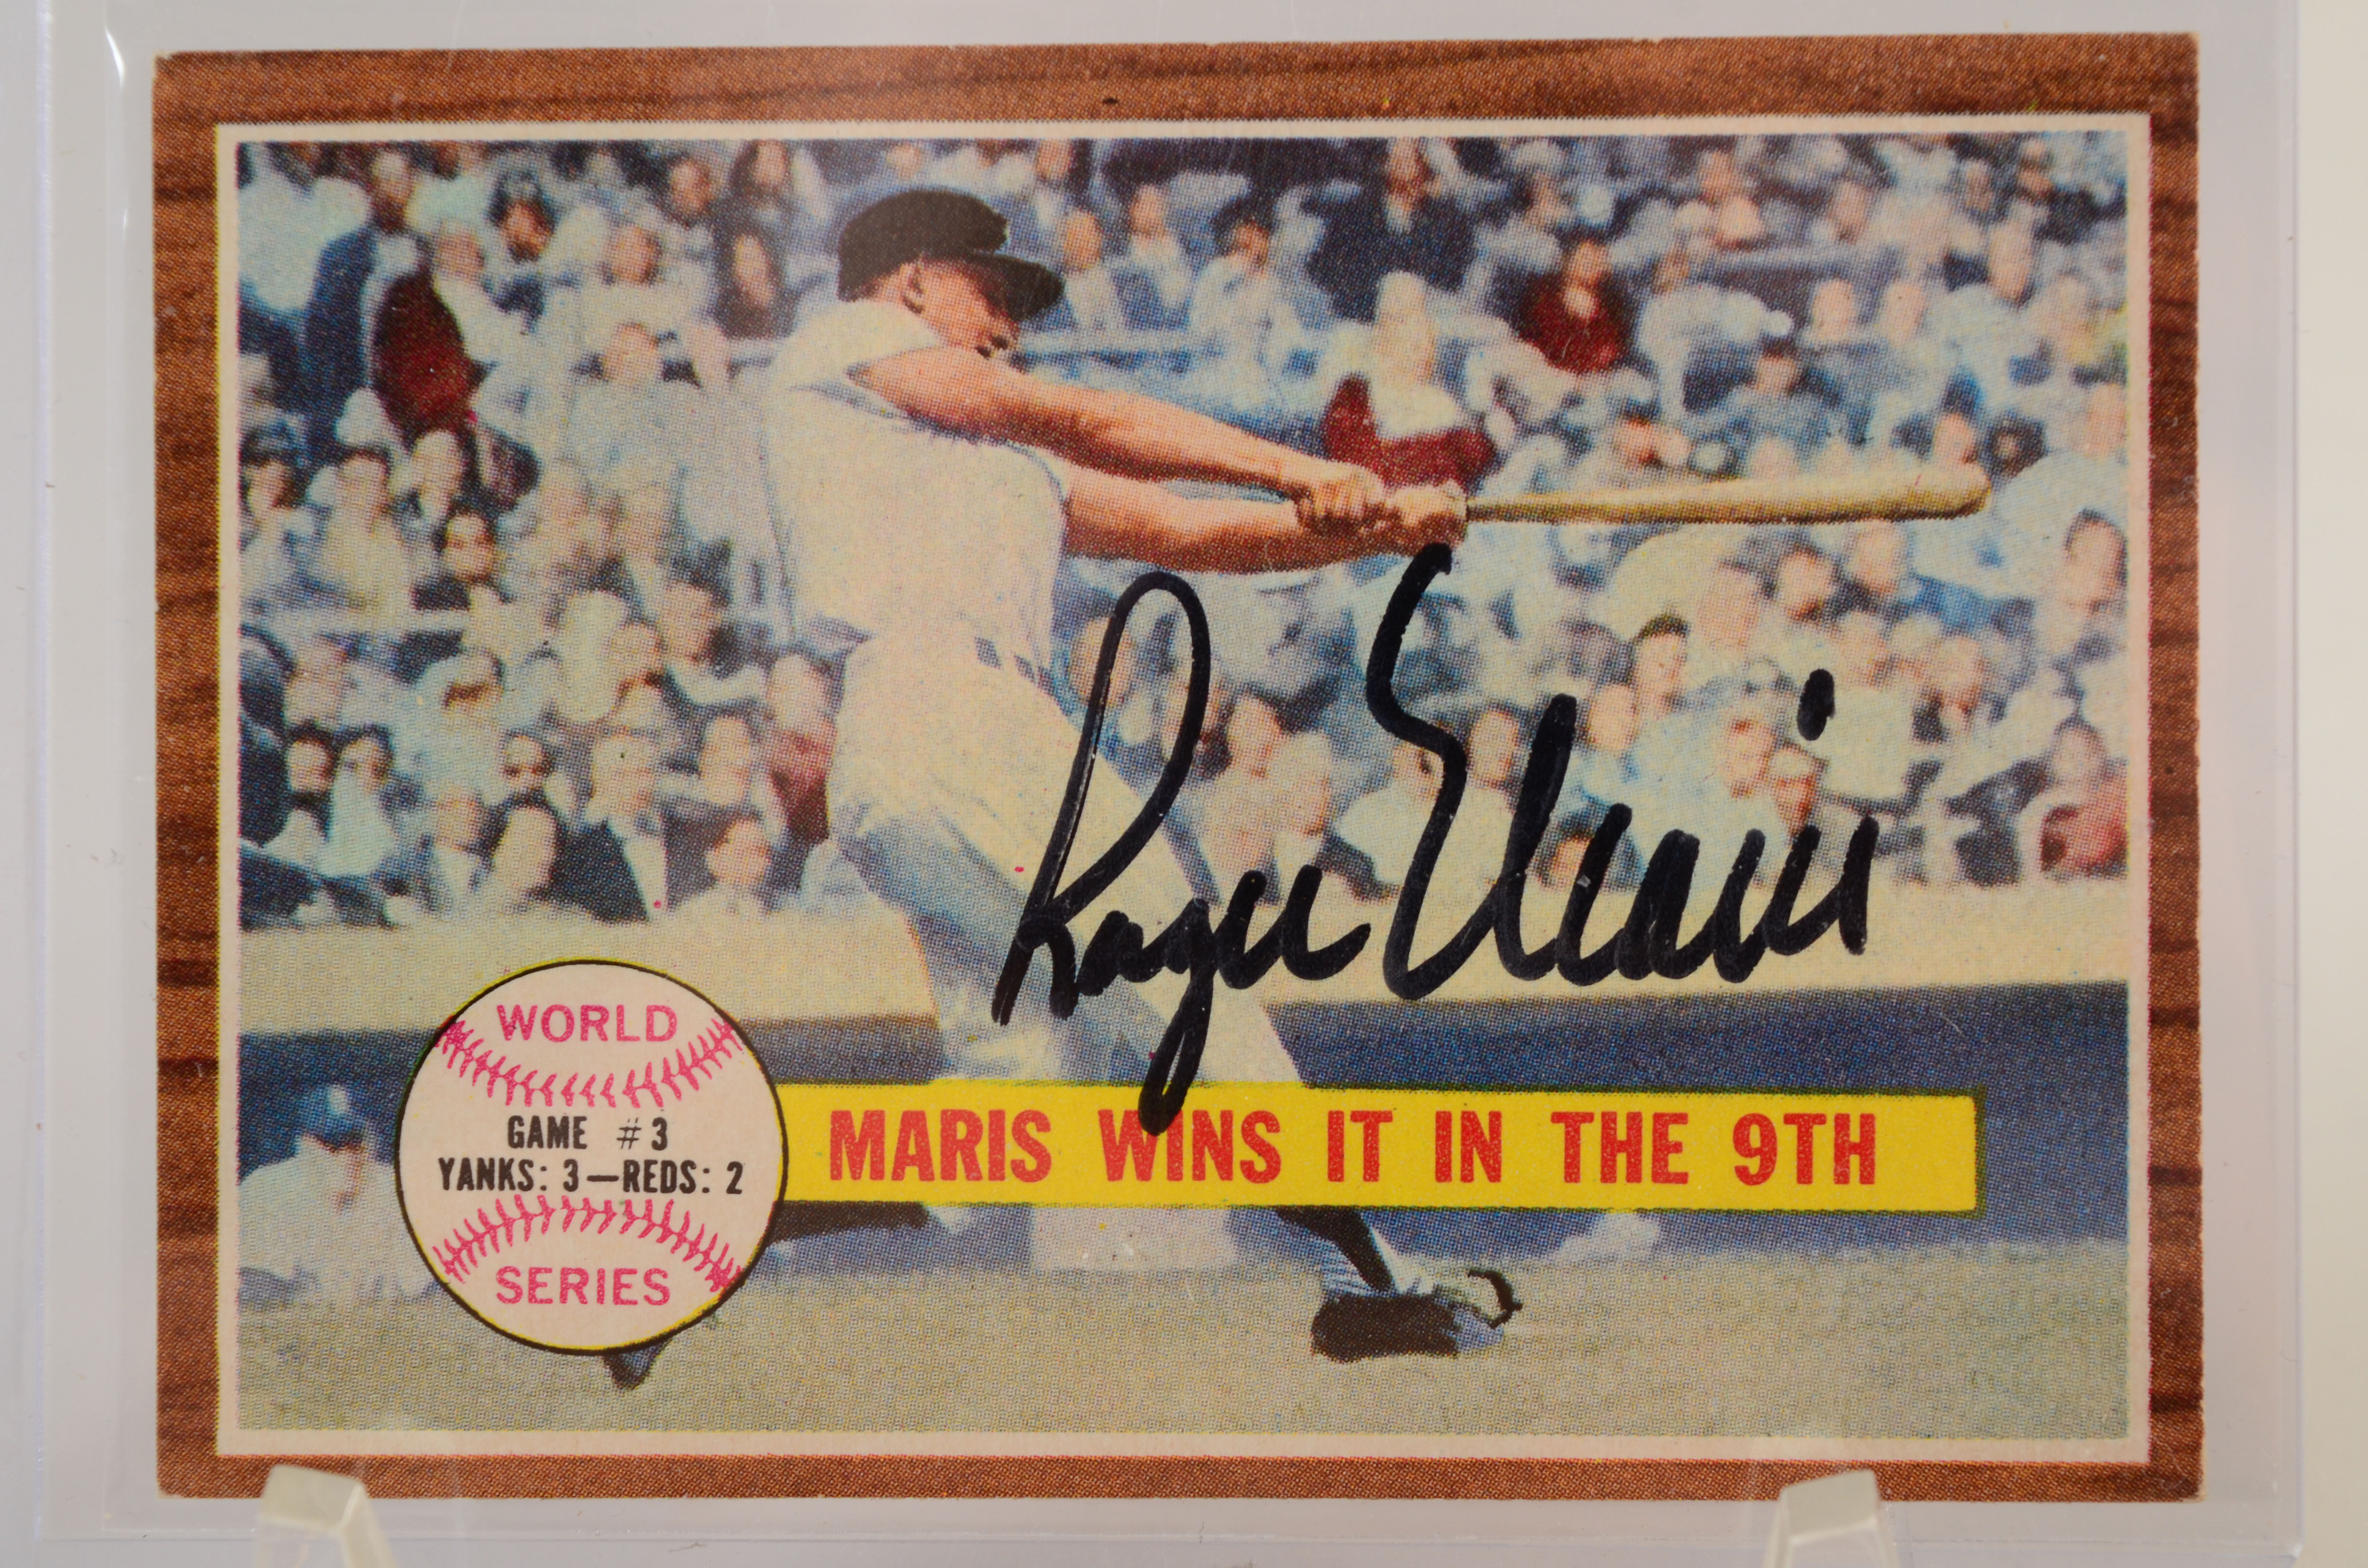 Roger Maris
WORLD
GAME #3
YANKS: 3—REDS: 2
SERIES
MARIS WINS IT IN THE 9TH